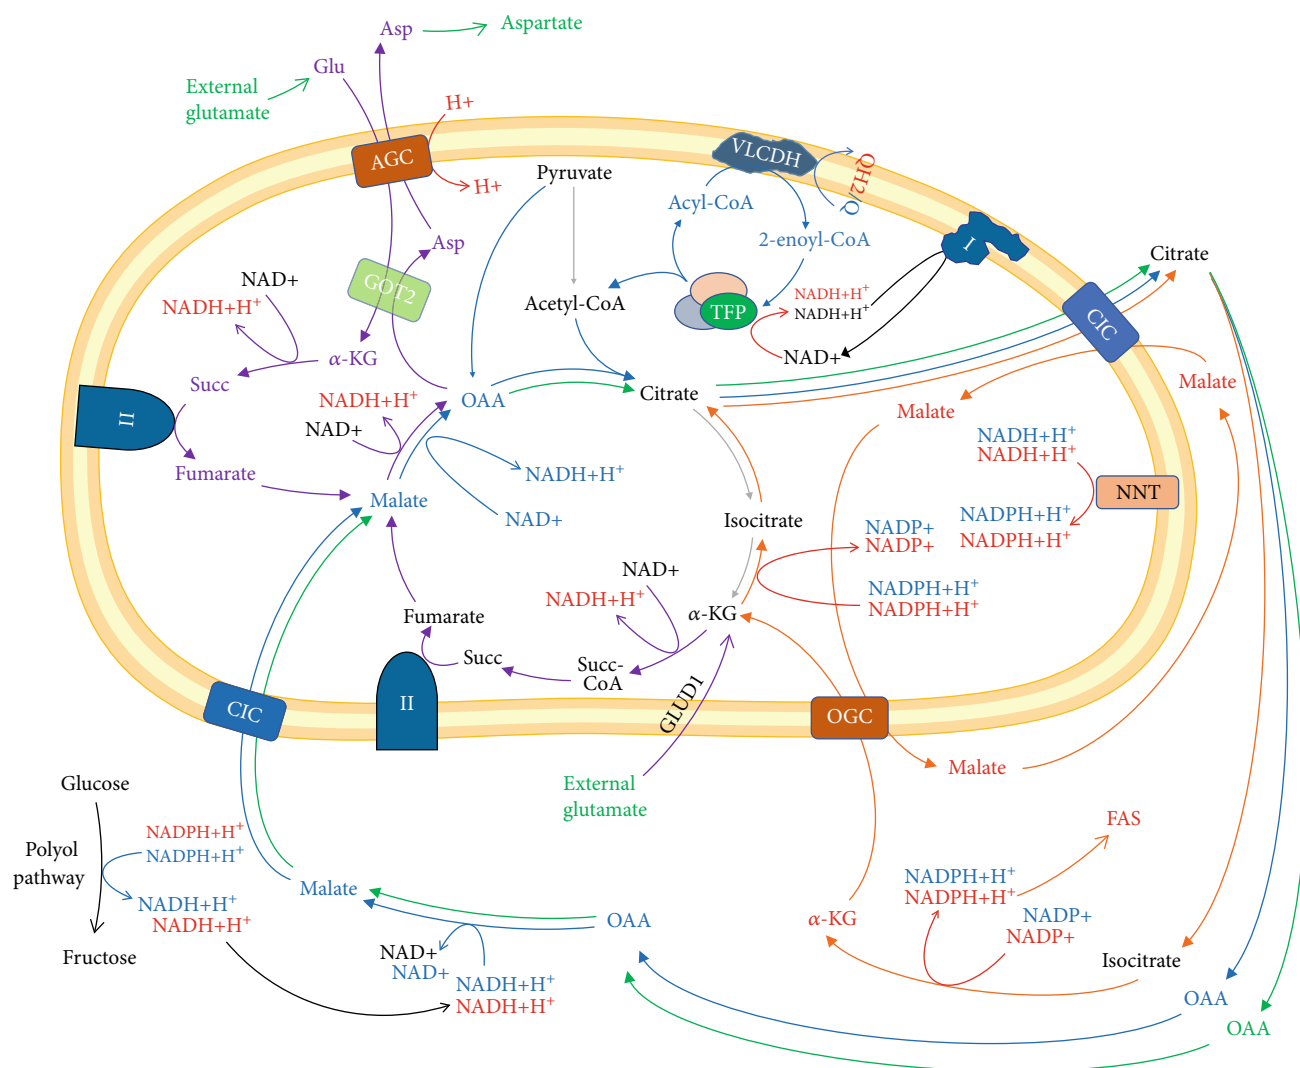 Asp
Aspartate
Glu
External
glutamate
H+
AGC
H+
Pyruvate
VLCDH
QH2/Q
Acyl-CoA
2-enoyl-CoA
I
Citrate
Asp
GOT2
NAD+
NADH+H+
Acetyl-CoA
TFP
NADH+H+
NADH+H+
NAD+
CIC
α-KG
Succ
II
NADH+H+
NAD+
OAA
Citrate
Malate
Malate
Fumarate
Malate
NADH+H+
NAD+
NADH+H+
NADH+H+
NNT
NADPH+H+
NADPH+H+
Isocitrate
NADP+
NADP+
NADPH+H+
NADPH+H+
NAD+
NADH+H+
α-KG
Fumarate
Succ
Succ-
CoA
GLUD1
CIC
II
OGC
Malate
External
glutamate
Glucose
Polyol
pathway
NADPH+H+
NADPH+H+
NADH+H+
NADH+H+
Fructose
Malate
OAA
NAD+
NAD+
NADH+H+
NADH+H+
FAS
NADPH+H+
NADPH+H+
α-KG
NADP+
NADP+
Isocitrate
OAA
OAA